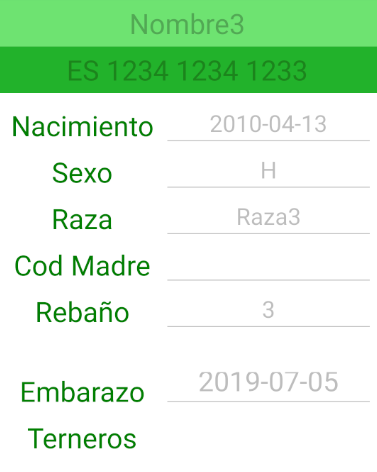 Nombre3
ES 1234 1234 1233
Nacimiento 2010-04-13
Sexo H
Raza Raza3
Cod Madre
Rebaño 3
Embarazo 2019-07-05
Terneros